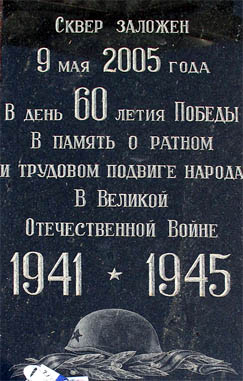 Сквер заложен
9 мая 2005 года
В день 60 летия Победы
В память о ратном
и трудовом подвиге народа
В Великой
Отечественной Войне
1941 ★ 1945